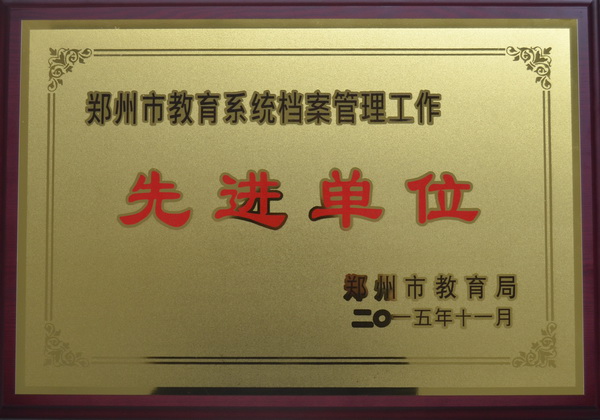 郑州市教育系统档案管理工作
先进单位
郑州市教育局
二〇一五年十一月